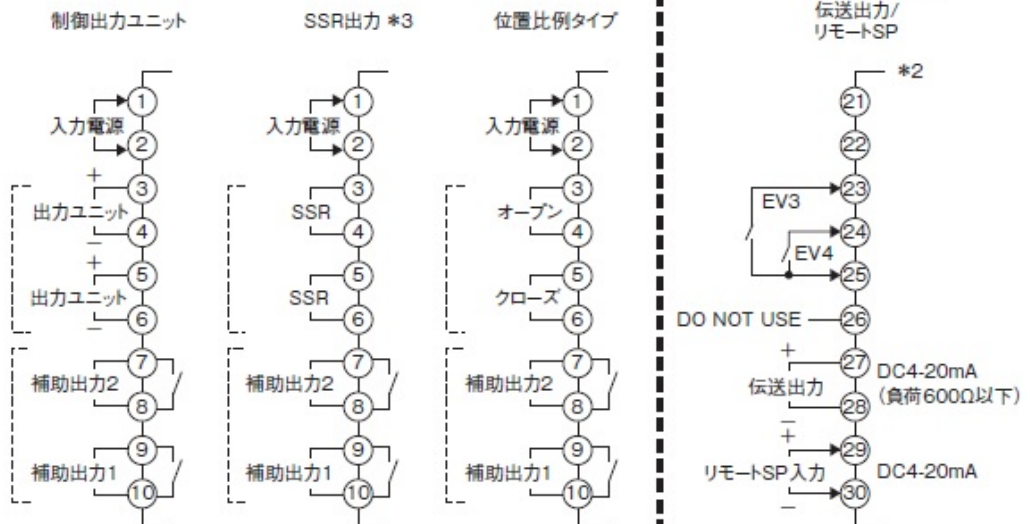 制御出力ユニット
入力電源
1
2
+
3
出力ユニット
4
−
+
5
出力ユニット
6
−
7
補助出力2
8
9
補助出力1
10
SSR出力 *3
入力電源
1
2
3
SSR
4
5
SSR
6
7
補助出力2
8
9
補助出力1
10
位置比例タイプ
入力電源
1
2
3
オープン
4
5
クローズ
6
7
補助出力2
8
9
補助出力1
10
伝送出力/
リモートSP
*2
21
22
23
EV3
24
EV4
25
DO NOT USE 26
+
27
DC4-20mA
伝送出力
(負荷600Ω以下)
28
−
+
29
リモートSP入力
DC4-20mA
30
−